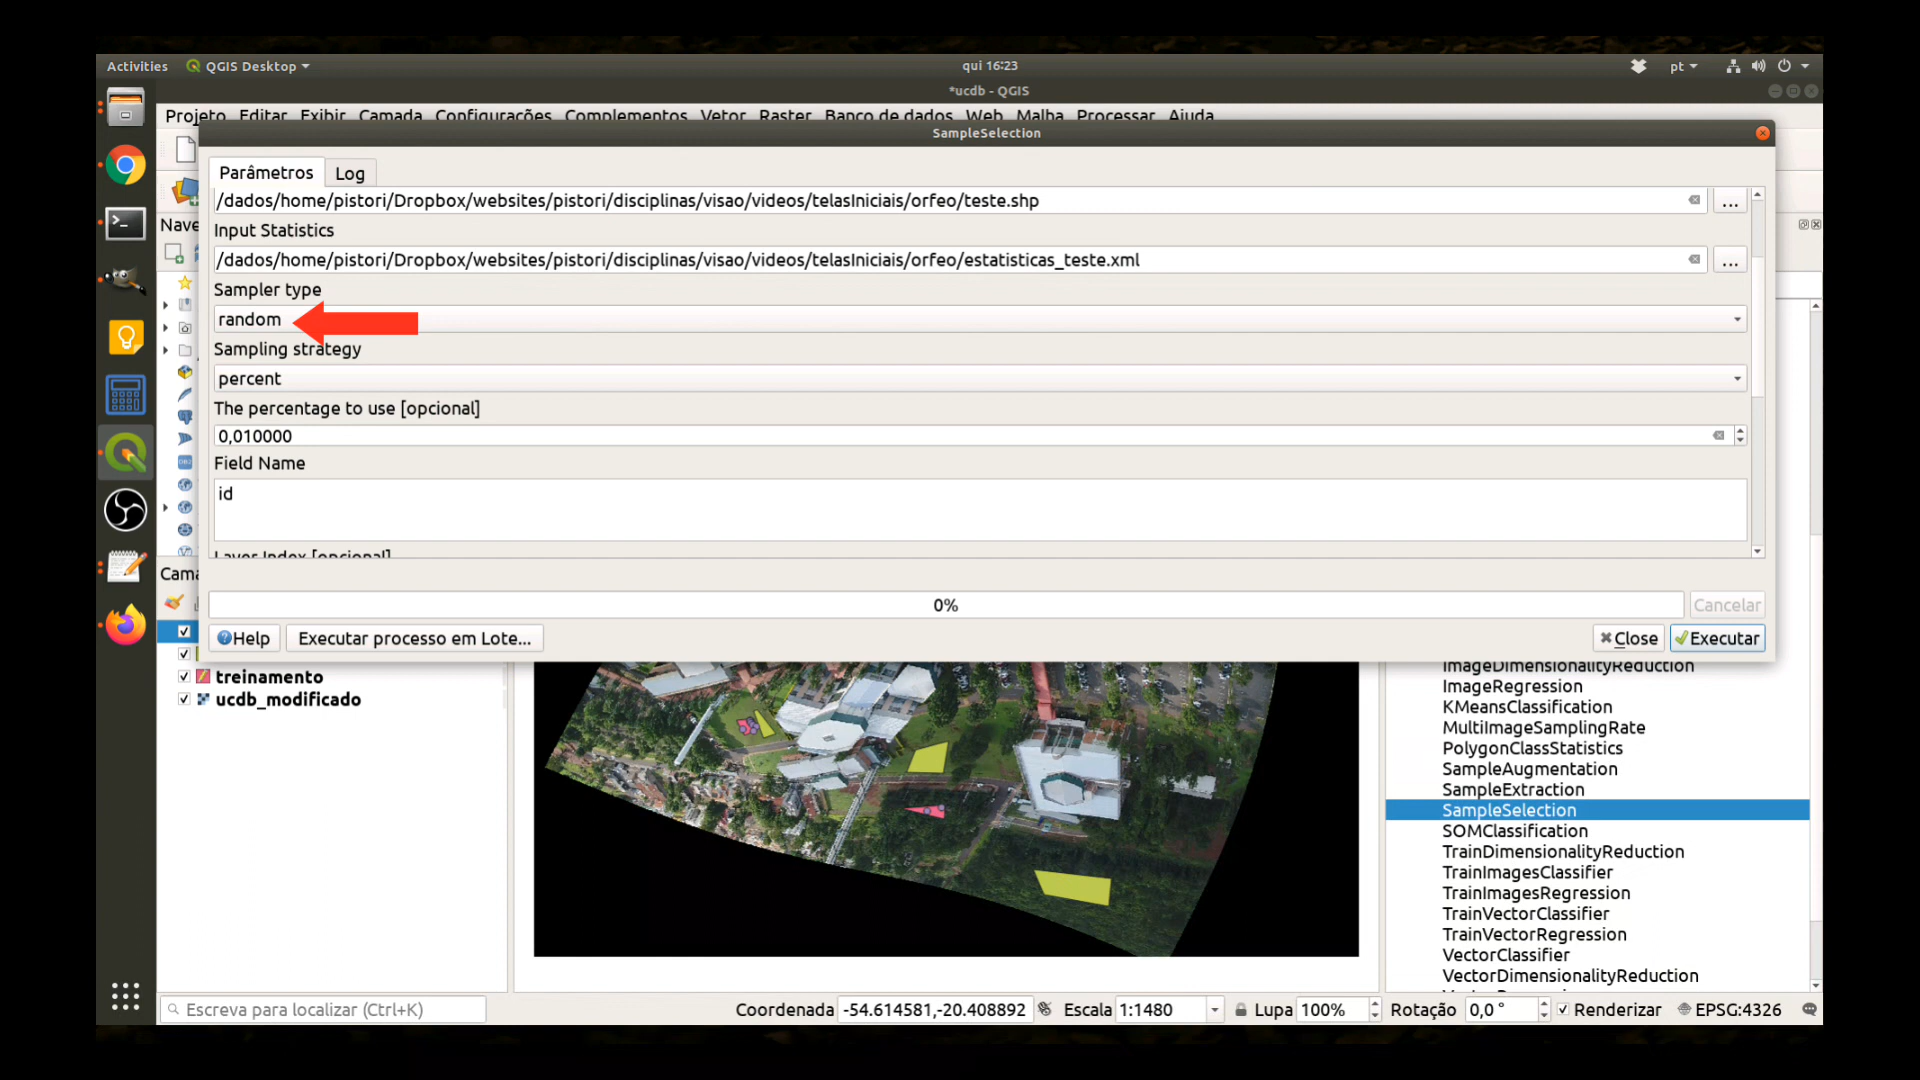 Activities QGIS Desktop qui 16:23 pt
*ucdb - QGIS
Projeto Editar Exibir Camada Configurações Complementos Vetor Raster Banco de dados Web Malha Processar Ajuda
SampleSelection
Parâmetros Log
/dados/home/pistori/Dropbox/websites/pistori/disciplinas/visao/videos/telasIniciais/orfeo/teste.shp ...
Nave
Input Statistics
/dados/home/pistori/Dropbox/websites/pistori/disciplinas/visao/videos/telasIniciais/orfeo/estatisticas_teste.xml ...
Sampler type
random
Sampling strategy
percent
The percentage to use [opcional]
0,010000
Field Name
id
Layer Index [opcional]
Cama
0% Cancelar
Help Executar processo em Lote... Close Executar
treinamento
ucdb_modificado
ImageDimensionalityReduction
ImageRegression
KMeansClassification
MultiImageSamplingRate
PolygonClassStatistics
SampleAugmentation
SampleExtraction
SampleSelection
SOMClassification
TrainDimensionalityReduction
TrainImagesClassifier
TrainImagesRegression
TrainVectorClassifier
TrainVectorRegression
VectorClassifier
VectorDimensionalityReduction
Escreva para localizar (Ctrl+K) Coordenada -54.614581,-20.408892 Escala 1:1480 Lupa 100% Rotação 0,0 ° Renderizar EPSG:4326